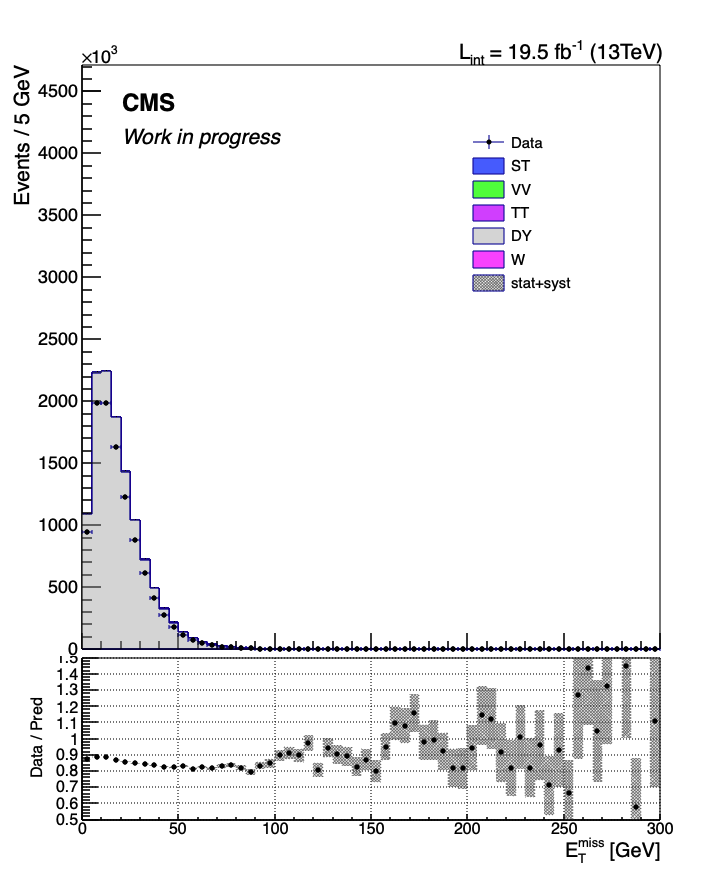 ×10³
L_int = 19.5 fb⁻¹ (13TeV)
Events / 5 GeV
CMS
Work in progress
4500
4000
3500
3000
2500
2000
1500
1000
500
0
Data
ST
VV
TT
DY
W
stat+syst
Data / Pred
1.5
1.4
1.3
1.2
1.1
1
0.9
0.8
0.7
0.6
0.5
0 50 100 150 200 250 300
E_T^miss [GeV]